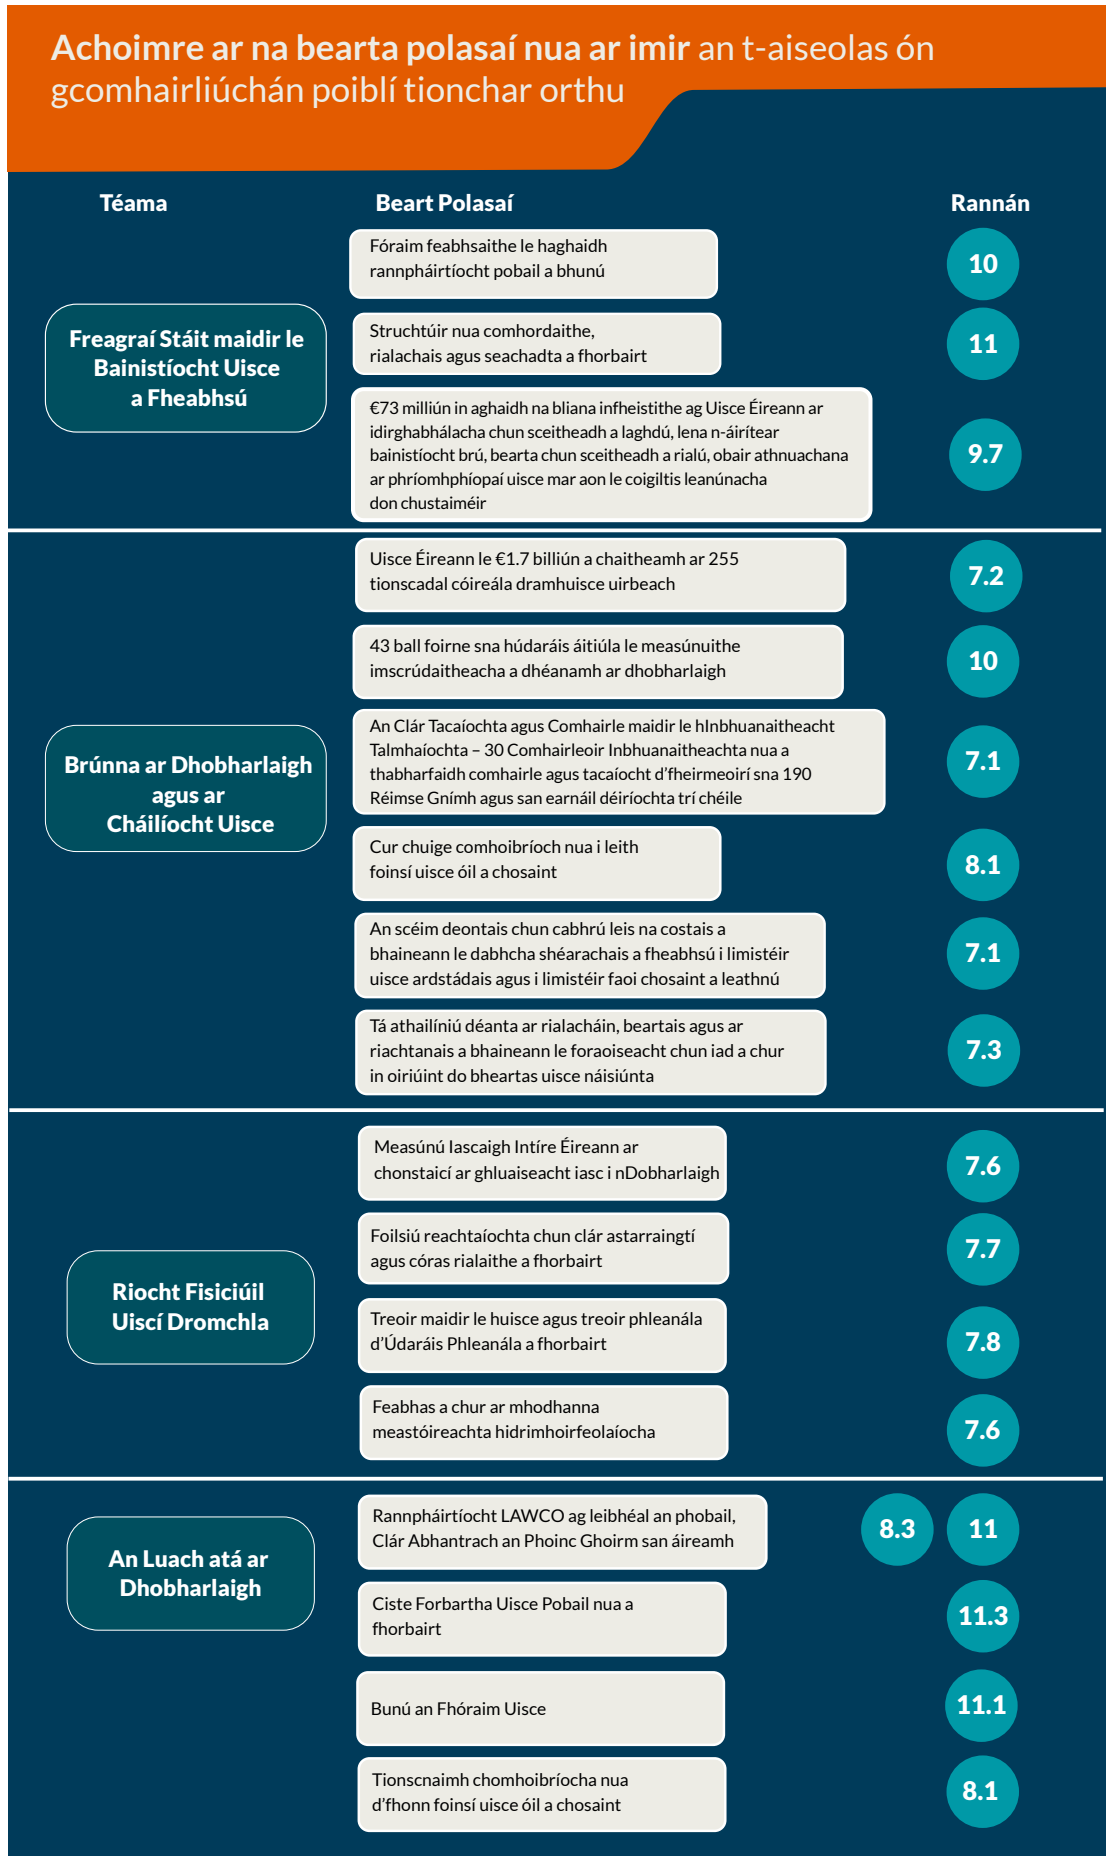 Achoimre ar na bearta polasaí nua ar imir an t-aiseolas ón
gcomhairliúchán poiblí tionchar orthu
Téama
Beart Polasaí
Rannán
Freagraí Stáit maidir le
Bainistíocht Uisce
a Fheabhsú
Fóraim feabhsaithe le haghaidh
rannpháirtíocht pobail a bhunú
10
Struchtúir nua comhordaithe,
rialachais agus seachadta a fhorbairt
11
€73 milliún in aghaidh na bliana infheistithe ag Uisce Éireann ar
idirghabhálacha chun sceitheadh a laghdú, lena n-áirítear
bainistíocht brú, bearta chun sceitheadh a rialú, obair athnuachana
ar phríomhphíopaí uisce mar aon le coigiltis leanúnacha
don chustaiméir
9.7
Brúnna ar Dhobharlaigh
agus ar
Cháilíocht Uisce
Uisce Éireann le €1.7 billiún a chaitheamh ar 255
tionscadal cóireála dramhuisce uirbeach
7.2
43 ball foirne sna húdaráis áitiúla le measúnuithe
imscrúdaitheacha a dhéanamh ar dhobharlaigh
10
An Clár Tacaíochta agus Comhairle maidir le hInbhuanaitheacht
Talmhaíochta – 30 Comhairleoir Inbhuanaitheachta nua a
thabharfaidh comhairle agus tacaíocht d'fheirmeoirí sna 190
Réimse Gnímh agus san earnáil déiríochta trí chéile
7.1
Cur chuige comhoibríoch nua i leith
foinsí uisce óil a chosaint
8.1
An scéim deontais chun cabhrú leis na costais a
bhaineann le dabhcha shéarachais a fheabhsú i limistéir
uisce ardstádais agus i limistéir faoi chosaint a leathnú
7.1
Tá athailíniú déanta ar rialacháin, beartais agus ar
riachtanais a bhaineann le foraoiseacht chun iad a chur
in oiriúint do bheartas uisce náisiúnta
7.3
Riocht Fisiciúil
Uiscí Dromchla
Measúnú Iascaigh Intíre Éireann ar
chonstaicí ar ghluaiseacht iasc i nDobharlaigh
7.6
Foilsiú reachtaíochta chun clár astarraingtí
agus córas rialaithe a fhorbairt
7.7
Treoir maidir le huisce agus treoir phleanála
d'Údaráis Phleanála a fhorbairt
7.8
Feabhas a chur ar mhodhanna
meastóireachta hidrimhoirfeolaíocha
7.6
An Luach atá ar
Dhobharlaigh
Rannpháirtíocht LAWCO ag leibhéal an phobail,
Clár Abhantrach an Phoinc Ghoirm san áireamh
8.3
11
Ciste Forbartha Uisce Pobail nua a
fhorbairt
11.3
Bunú an Fhóraim Uisce
11.1
Tionscnaimh chomhoibríocha nua
d'fhonn foinsí uisce óil a chosaint
8.1